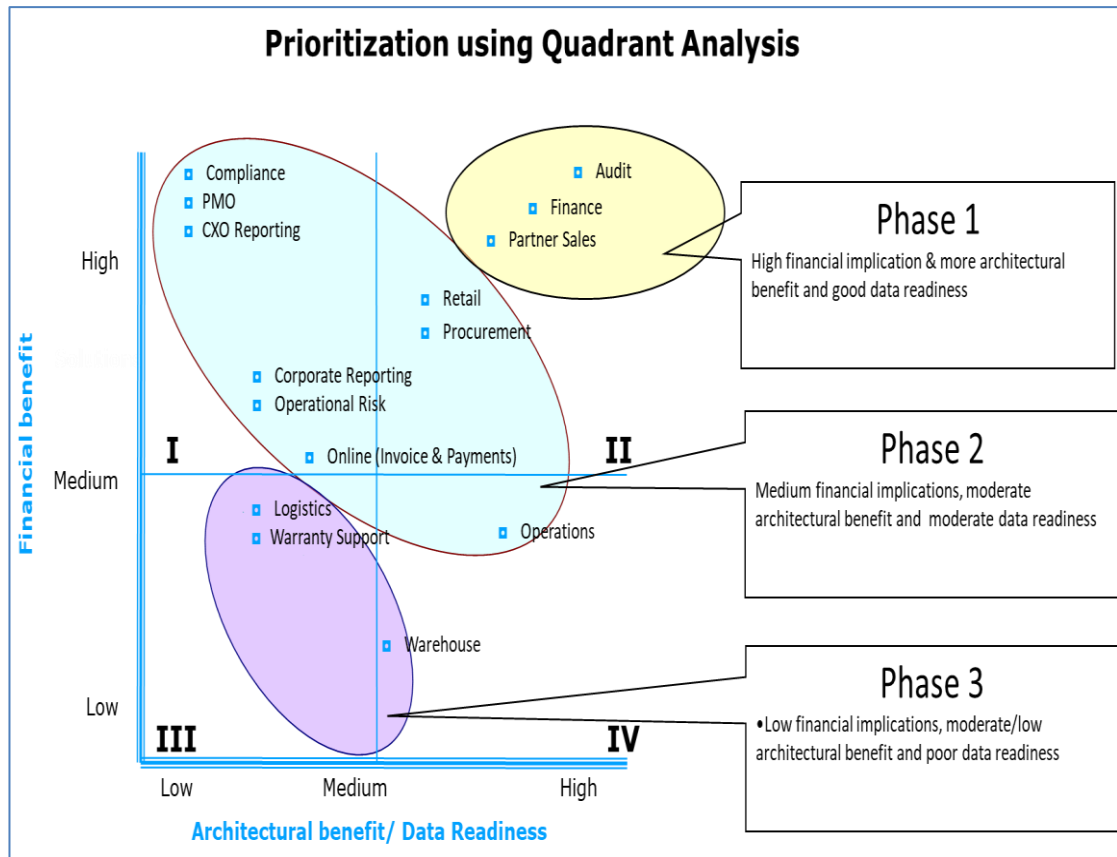 Prioritization using Quadrant Analysis
Compliance
PMO
CXO Reporting
Audit
Finance
Partner Sales
High
Retail
Procurement
Corporate Reporting
Operational Risk
Online (Invoice & Payments)
I
II
Medium
Logistics
Warranty Support
Operations
Warehouse
Low
III
IV
Low
Medium
High
Financial benefit
Architectural benefit/ Data Readiness
Phase 1
High financial implication & more architectural
benefit and good data readiness
Phase 2
Medium financial implications, moderate
architectural benefit and moderate data readiness
Phase 3
•Low financial implications, moderate/low
architectural benefit and poor data readiness